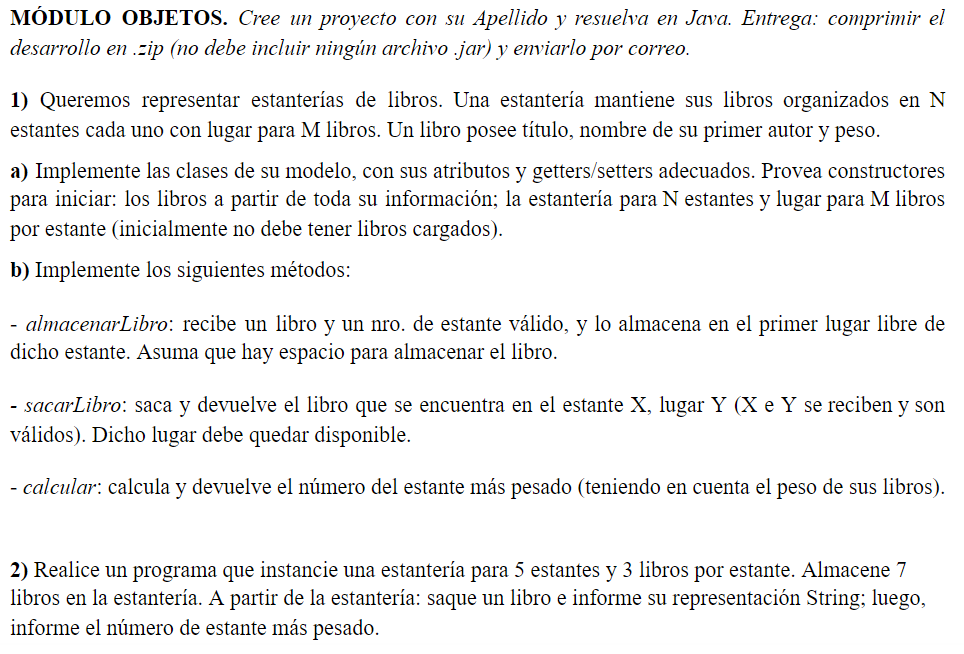 MÓDULO OBJETOS. Cree un proyecto con su Apellido y resuelva en Java. Entrega: comprimir el
desarrollo en .zip (no debe incluir ningún archivo .jar) y enviarlo por correo.
1) Queremos representar estanterías de libros. Una estantería mantiene sus libros organizados en N
estantes cada uno con lugar para M libros. Un libro posee título, nombre de su primer autor y peso.
a) Implemente las clases de su modelo, con sus atributos y getters/setters adecuados. Provea constructores
para iniciar: los libros a partir de toda su información; la estantería para N estantes y lugar para M libros
por estante (inicialmente no debe tener libros cargados).
b) Implemente los siguientes métodos:
- almacenarLibro: recibe un libro y un nro. de estante válido, y lo almacena en el primer lugar libre de
dicho estante. Asuma que hay espacio para almacenar el libro.
- sacarLibro: saca y devuelve el libro que se encuentra en el estante X, lugar Y (X e Y se reciben y son
válidos). Dicho lugar debe quedar disponible.
- calcular: calcula y devuelve el número del estante más pesado (teniendo en cuenta el peso de sus libros).
2) Realice un programa que instancie una estantería para 5 estantes y 3 libros por estante. Almacene 7
libros en la estantería. A partir de la estantería: saque un libro e informe su representación String; luego,
informe el número de estante más pesado.